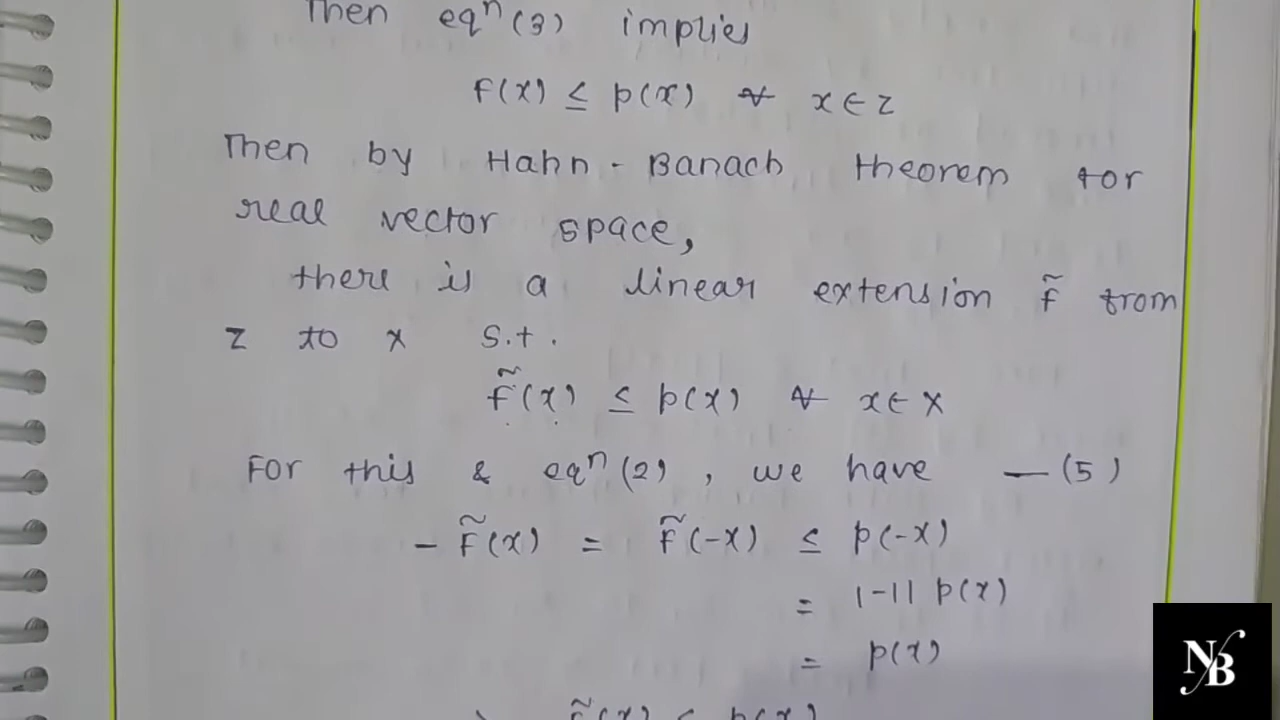 Then eqⁿ(3) implies
f(x) ≤ p(x) ∀ x ∈ Z
Then by Hahn-Banach theorem for
real vector space,
there is a linear extension f̃ from
Z to X s.t.
f̃(x) ≤ p(x) ∀ x ∈ X
For this & eqⁿ(2), we have —(5)
- f̃(x) = f̃(-x) ≤ p(-x)
= |-1| p(x)
= p(x)
f̃(x) ≤ p(x)
NB